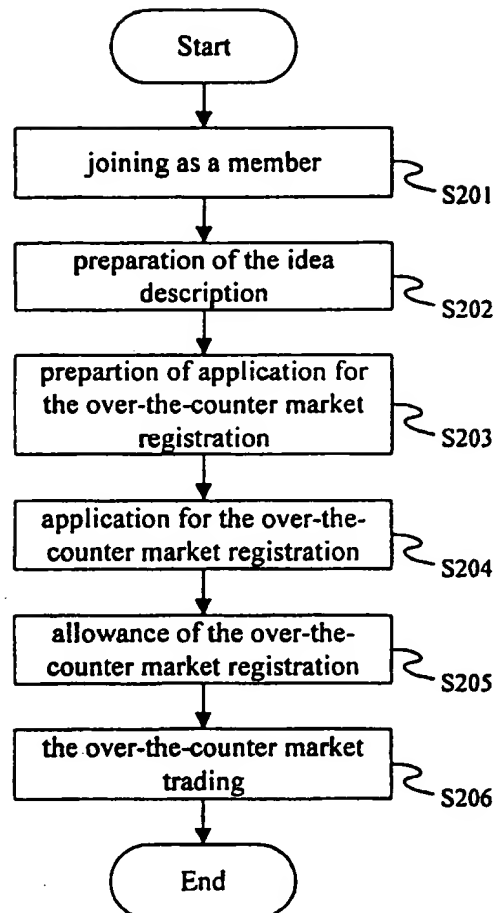 Start
joining as a member
S201
preparation of the idea
description
S202
prepartion of application for
the over-the-counter market
registration
S203
application for the over-the-
counter market registration
S204
allowance of the over-the-
counter market registration
S205
the over-the-counter market
trading
S206
End